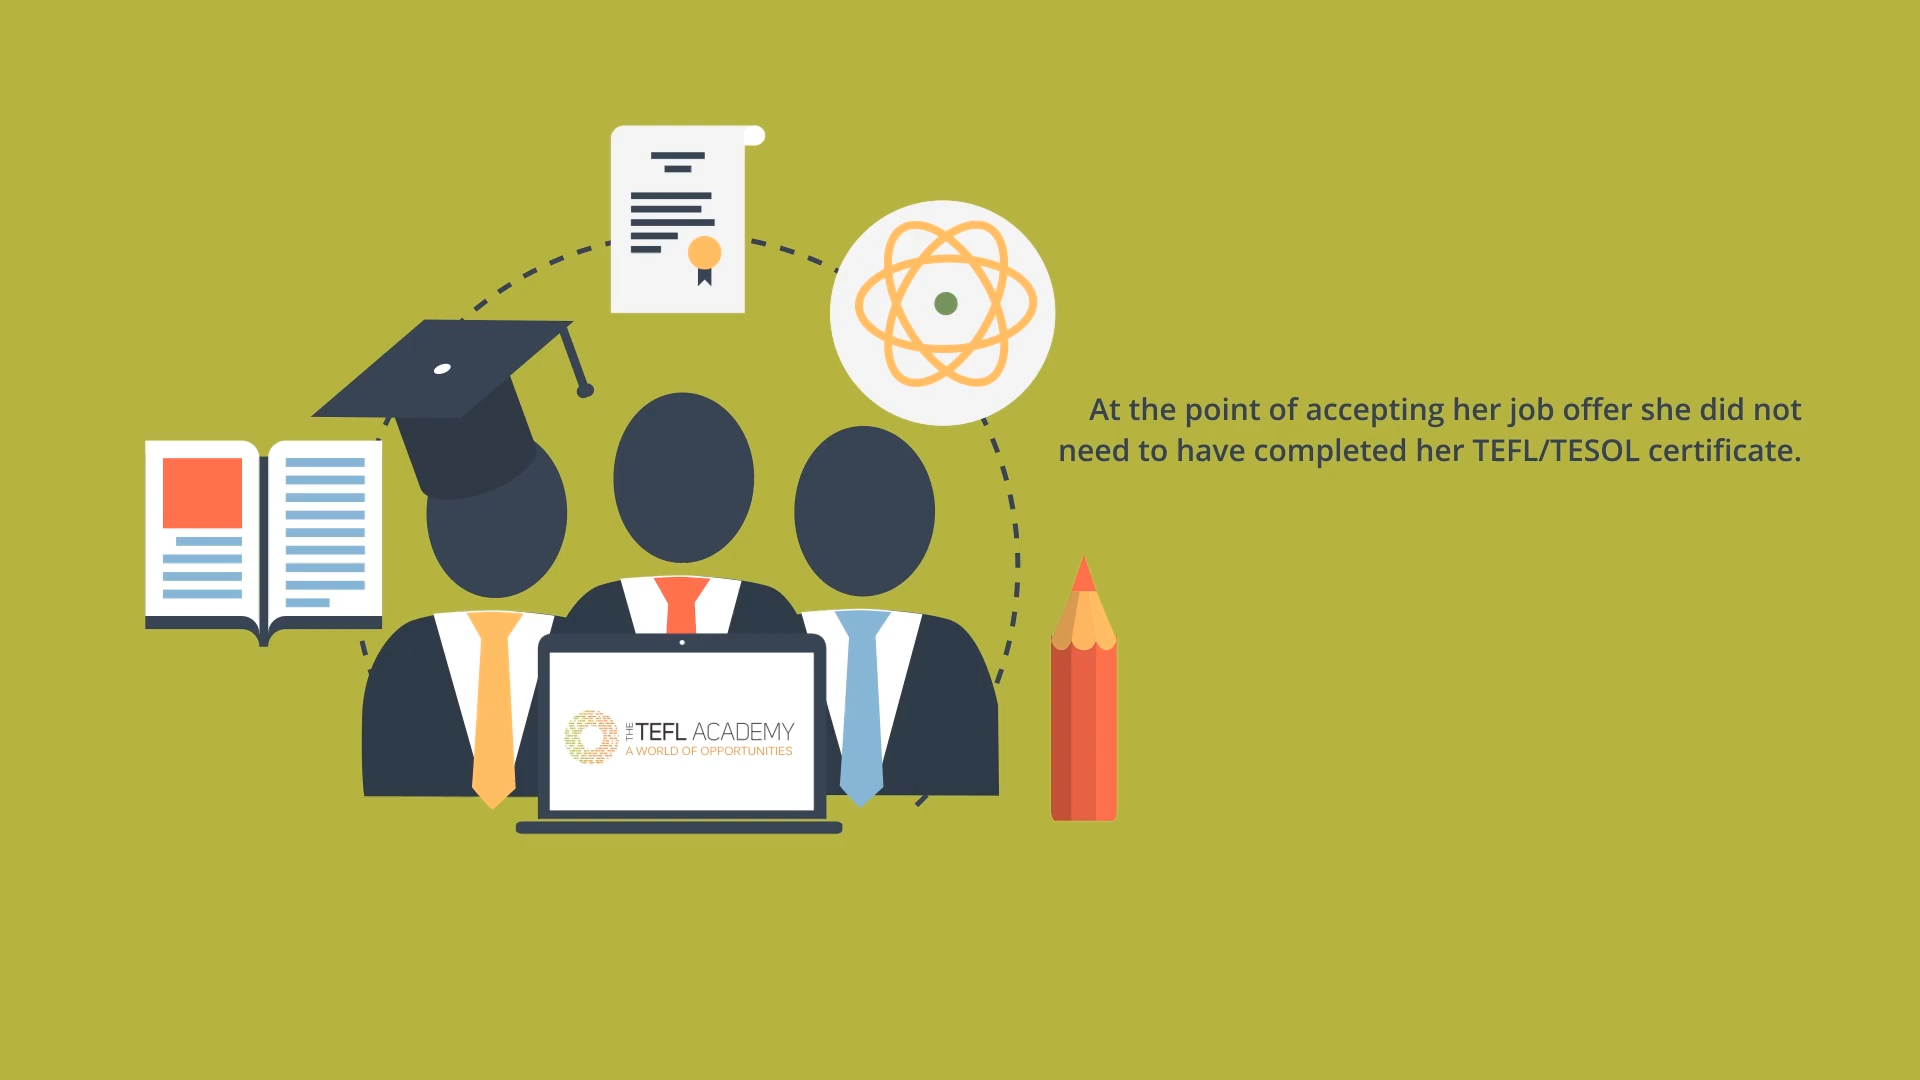 At the point of accepting her job offer she did not
need to have completed her TEFL/TESOL certificate.
THE TEFL ACADEMY
A WORLD OF OPPORTUNITIES